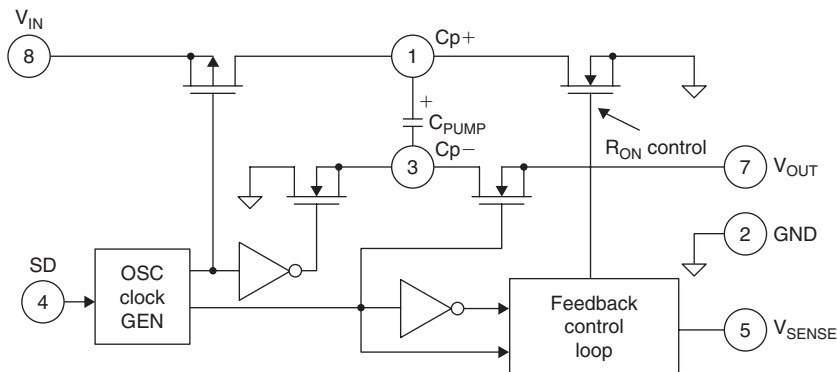 V_IN
8
1
Cp+
+
C_PUMP
R_ON control
3
Cp−
7
V_OUT
2
GND
SD
4
OSC
clock
GEN
Feedback
control
loop
5
V_SENSE